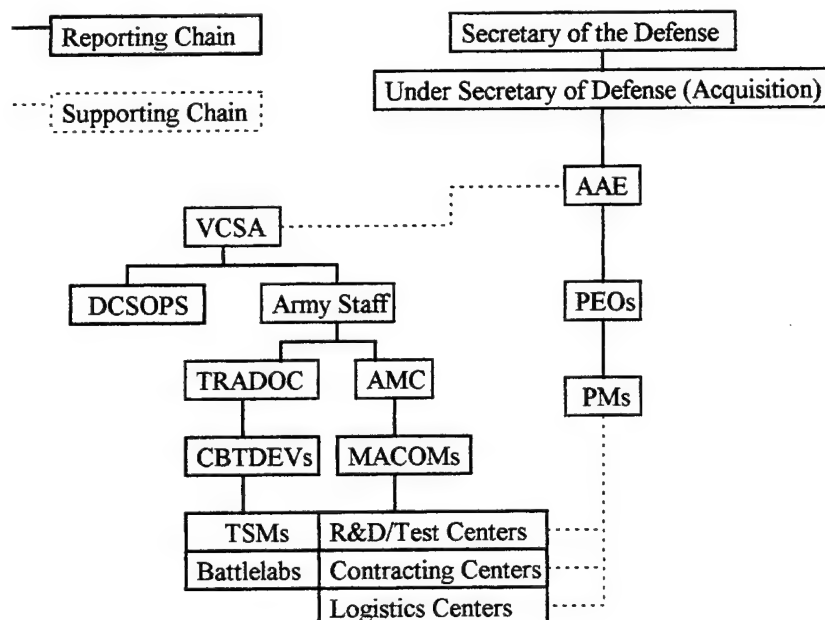 Reporting Chain
Supporting Chain
Secretary of the Defense
Under Secretary of Defense (Acquisition)
AAE
VCSA
DCSOPS
Army Staff
PEOs
TRADOC
AMC
PMs
CBTDEVs
MACOMs
TSMs
R&D/Test Centers
Battlelabs
Contracting Centers
Logistics Centers